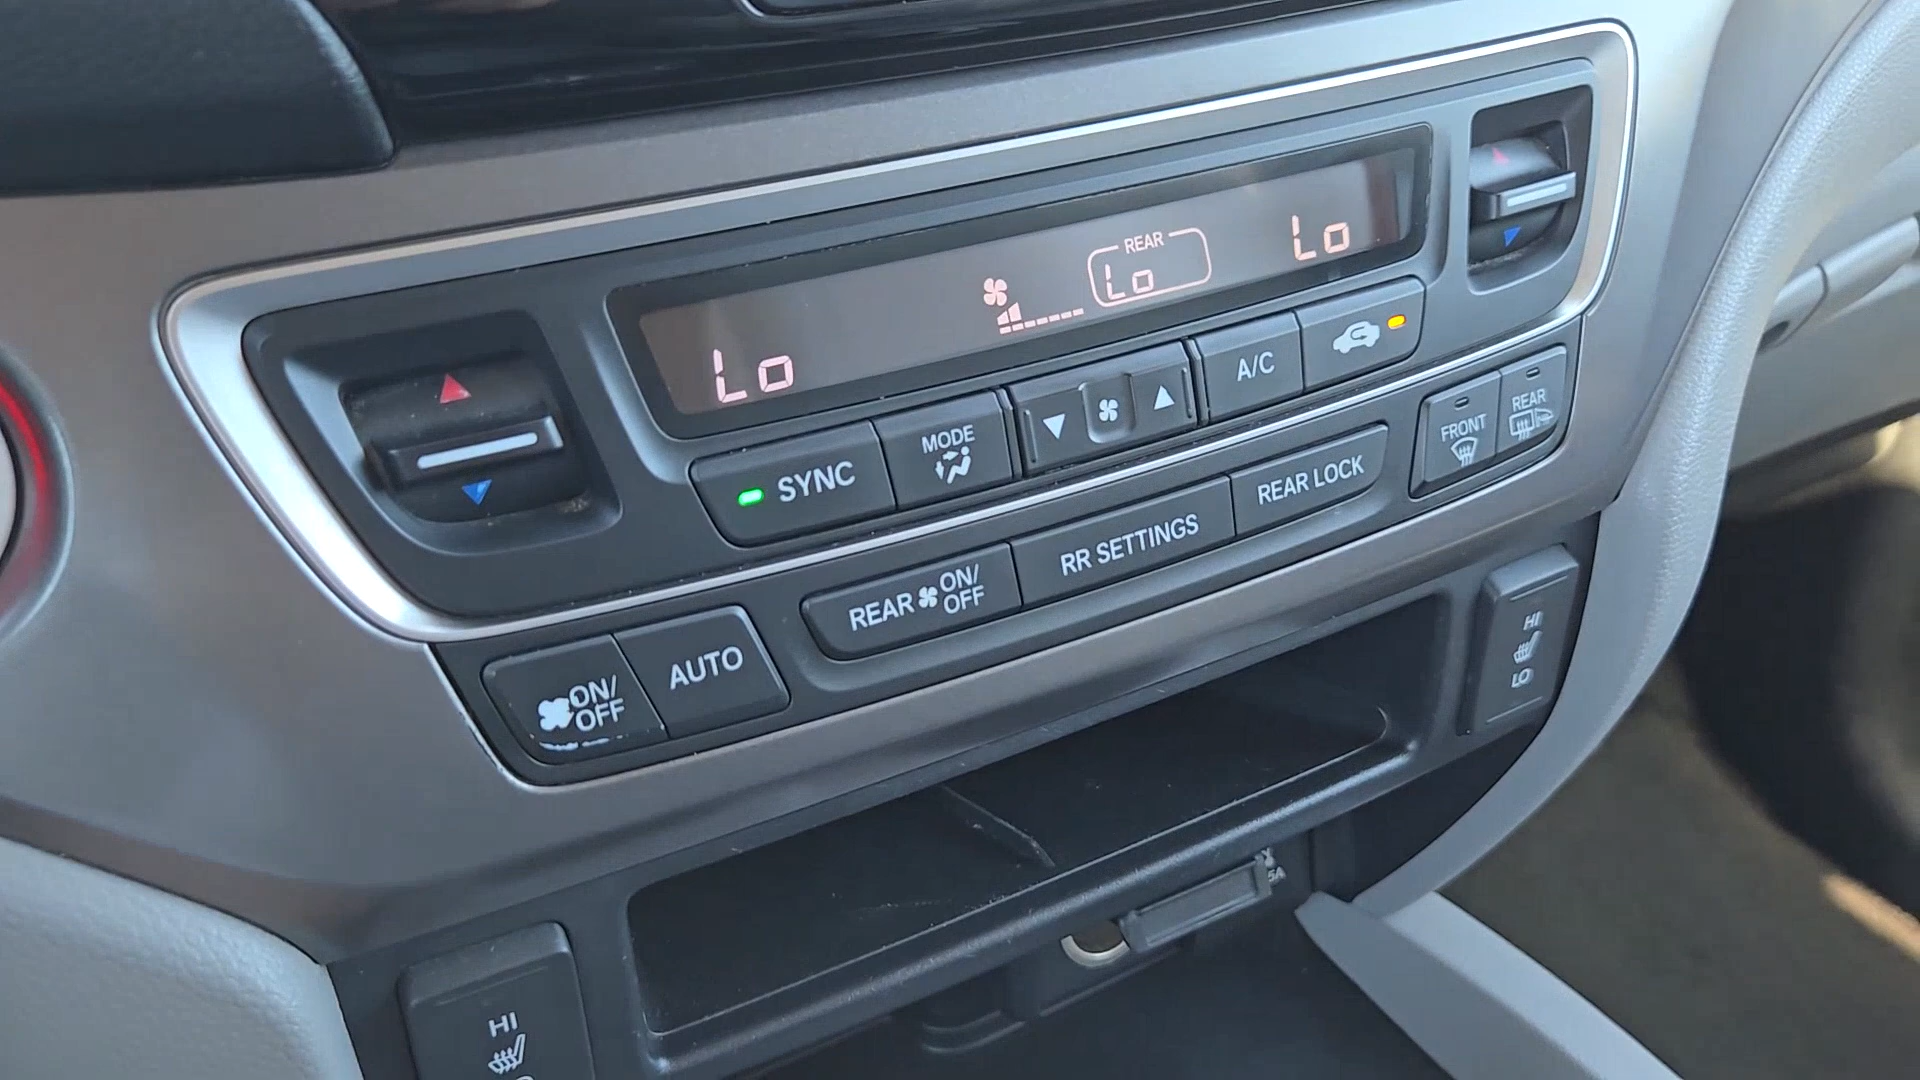 REAR
Lo
Lo
Lo
A/C
MODE
SYNC
FRONT
REAR
REAR LOCK
RR SETTINGS
REAR ON/
OFF
AUTO
ON/
OFF
HI
LO
HI